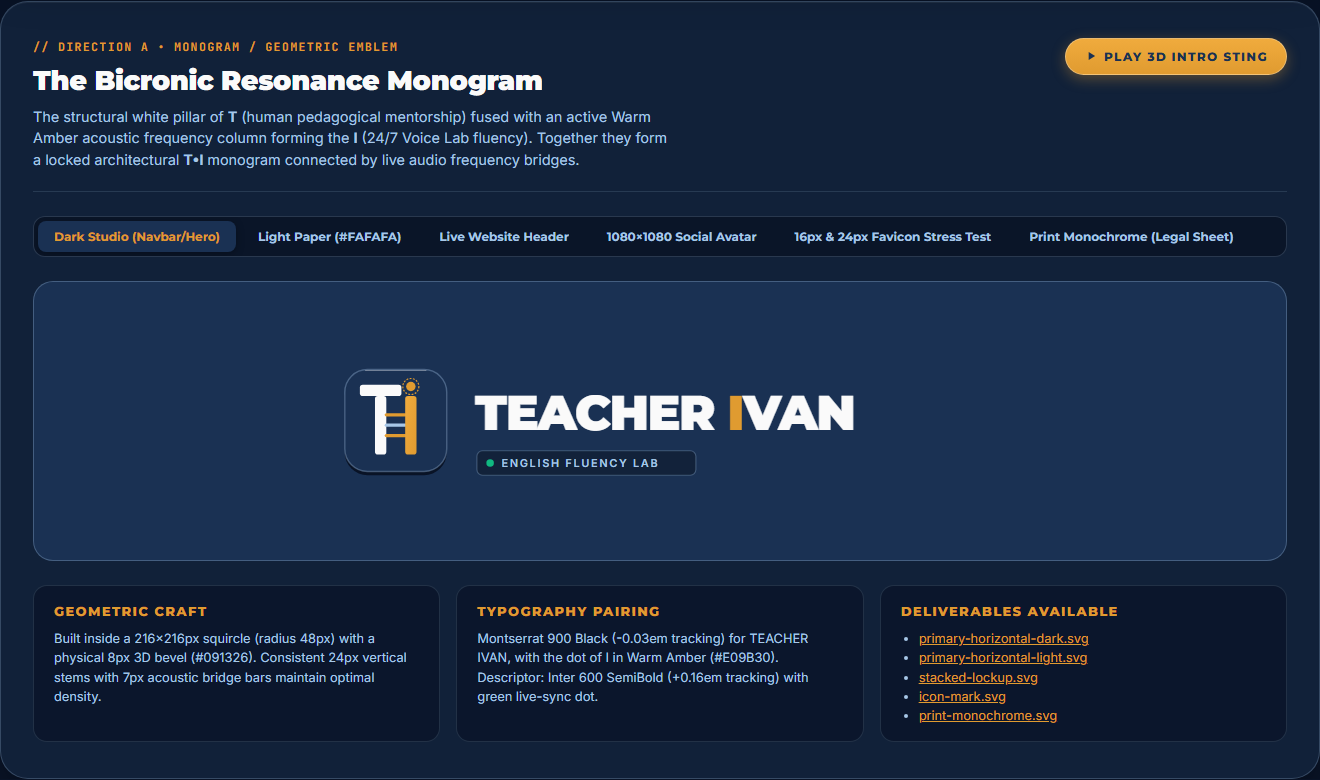 // DIRECTION A • MONOGRAM / GEOMETRIC EMBLEM
The Bicronic Resonance Monogram
The structural white pillar of T (human pedagogical mentorship) fused with an active Warm
Amber acoustic frequency column forming the I (24/7 Voice Lab fluency). Together they form
a locked architectural T•I monogram connected by live audio frequency bridges.
PLAY 3D INTRO STING
Dark Studio (Navbar/Hero)
Light Paper (#FAFAFA)
Live Website Header
1080×1080 Social Avatar
16px & 24px Favicon Stress Test
Print Monochrome (Legal Sheet)
TI
TEACHER IVAN
ENGLISH FLUENCY LAB
GEOMETRIC CRAFT
Built inside a 216×216px squircle (radius 48px) with a
physical 8px 3D bevel (#091326). Consistent 24px vertical
stems with 7px acoustic bridge bars maintain optimal
density.
TYPOGRAPHY PAIRING
Montserrat 900 Black (-0.03em tracking) for TEACHER
IVAN, with the dot of I in Warm Amber (#E09B30).
Descriptor: Inter 600 SemiBold (+0.16em tracking) with
green live-sync dot.
DELIVERABLES AVAILABLE
• primary-horizontal-dark.svg
• primary-horizontal-light.svg
• stacked-lockup.svg
• icon-mark.svg
• print-monochrome.svg